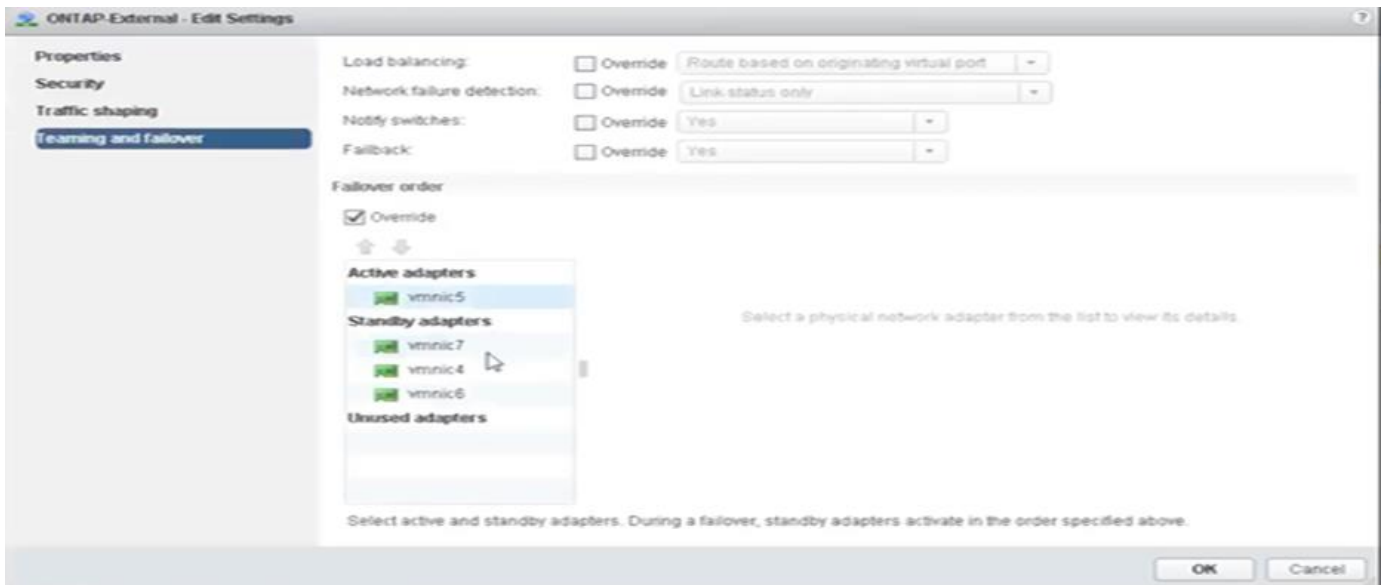 ONTAP-External - Edit Settings
?
Properties
Security
Traffic shaping
Teaming and failover
Load balancing: Override Route based on originating virtual port
Network failure detection: Override Link status only
Notify switches: Override Yes
Failback: Override Yes
Failover order
Override
Active adapters
vmnic5
Standby adapters
vmnic7
vmnic4
vmnic6
Unused adapters
Select a physical network adapter from the list to view its details.
Select active and standby adapters. During a failover, standby adapters activate in the order specified above.
OK Cancel